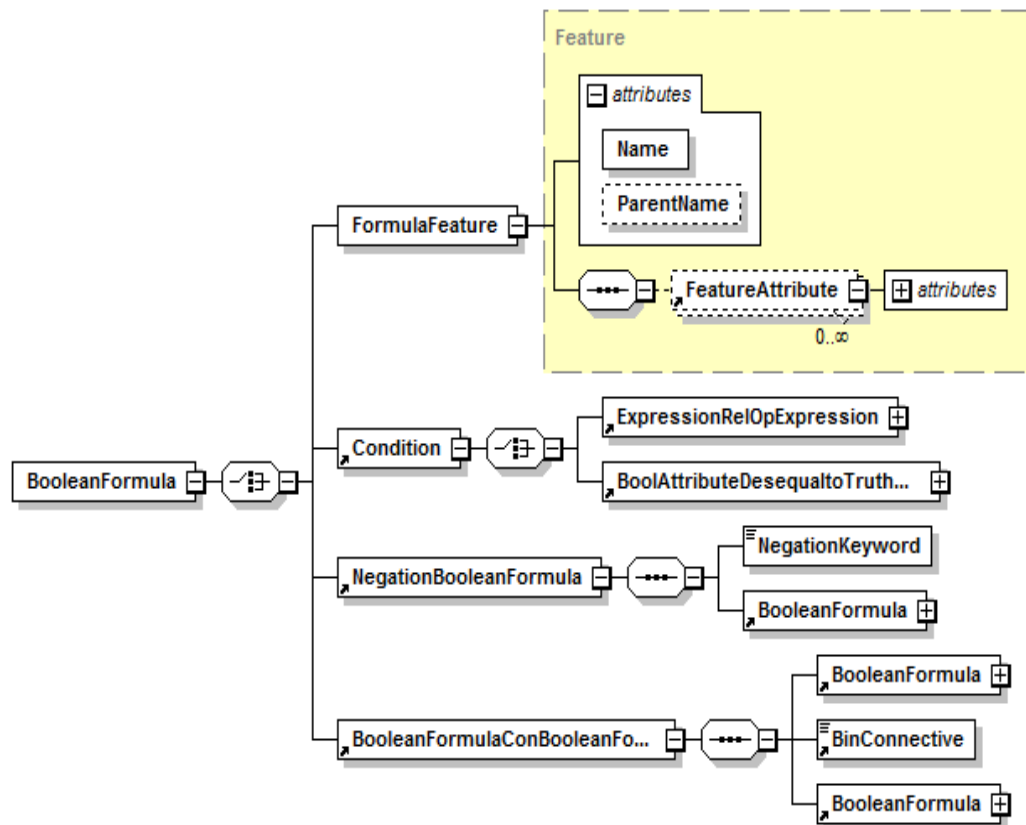 Feature
attributes
Name
ParentName
FormulaFeature
FeatureAttribute
attributes
0..∞
ExpressionRelOpExpression
Condition
BooleanFormula
BoolAttributeDesequaltoTruth...
NegationKeyword
NegationBooleanFormula
BooleanFormula
BooleanFormula
BooleanFormulaConBooleanFo...
BinConnective
BooleanFormula